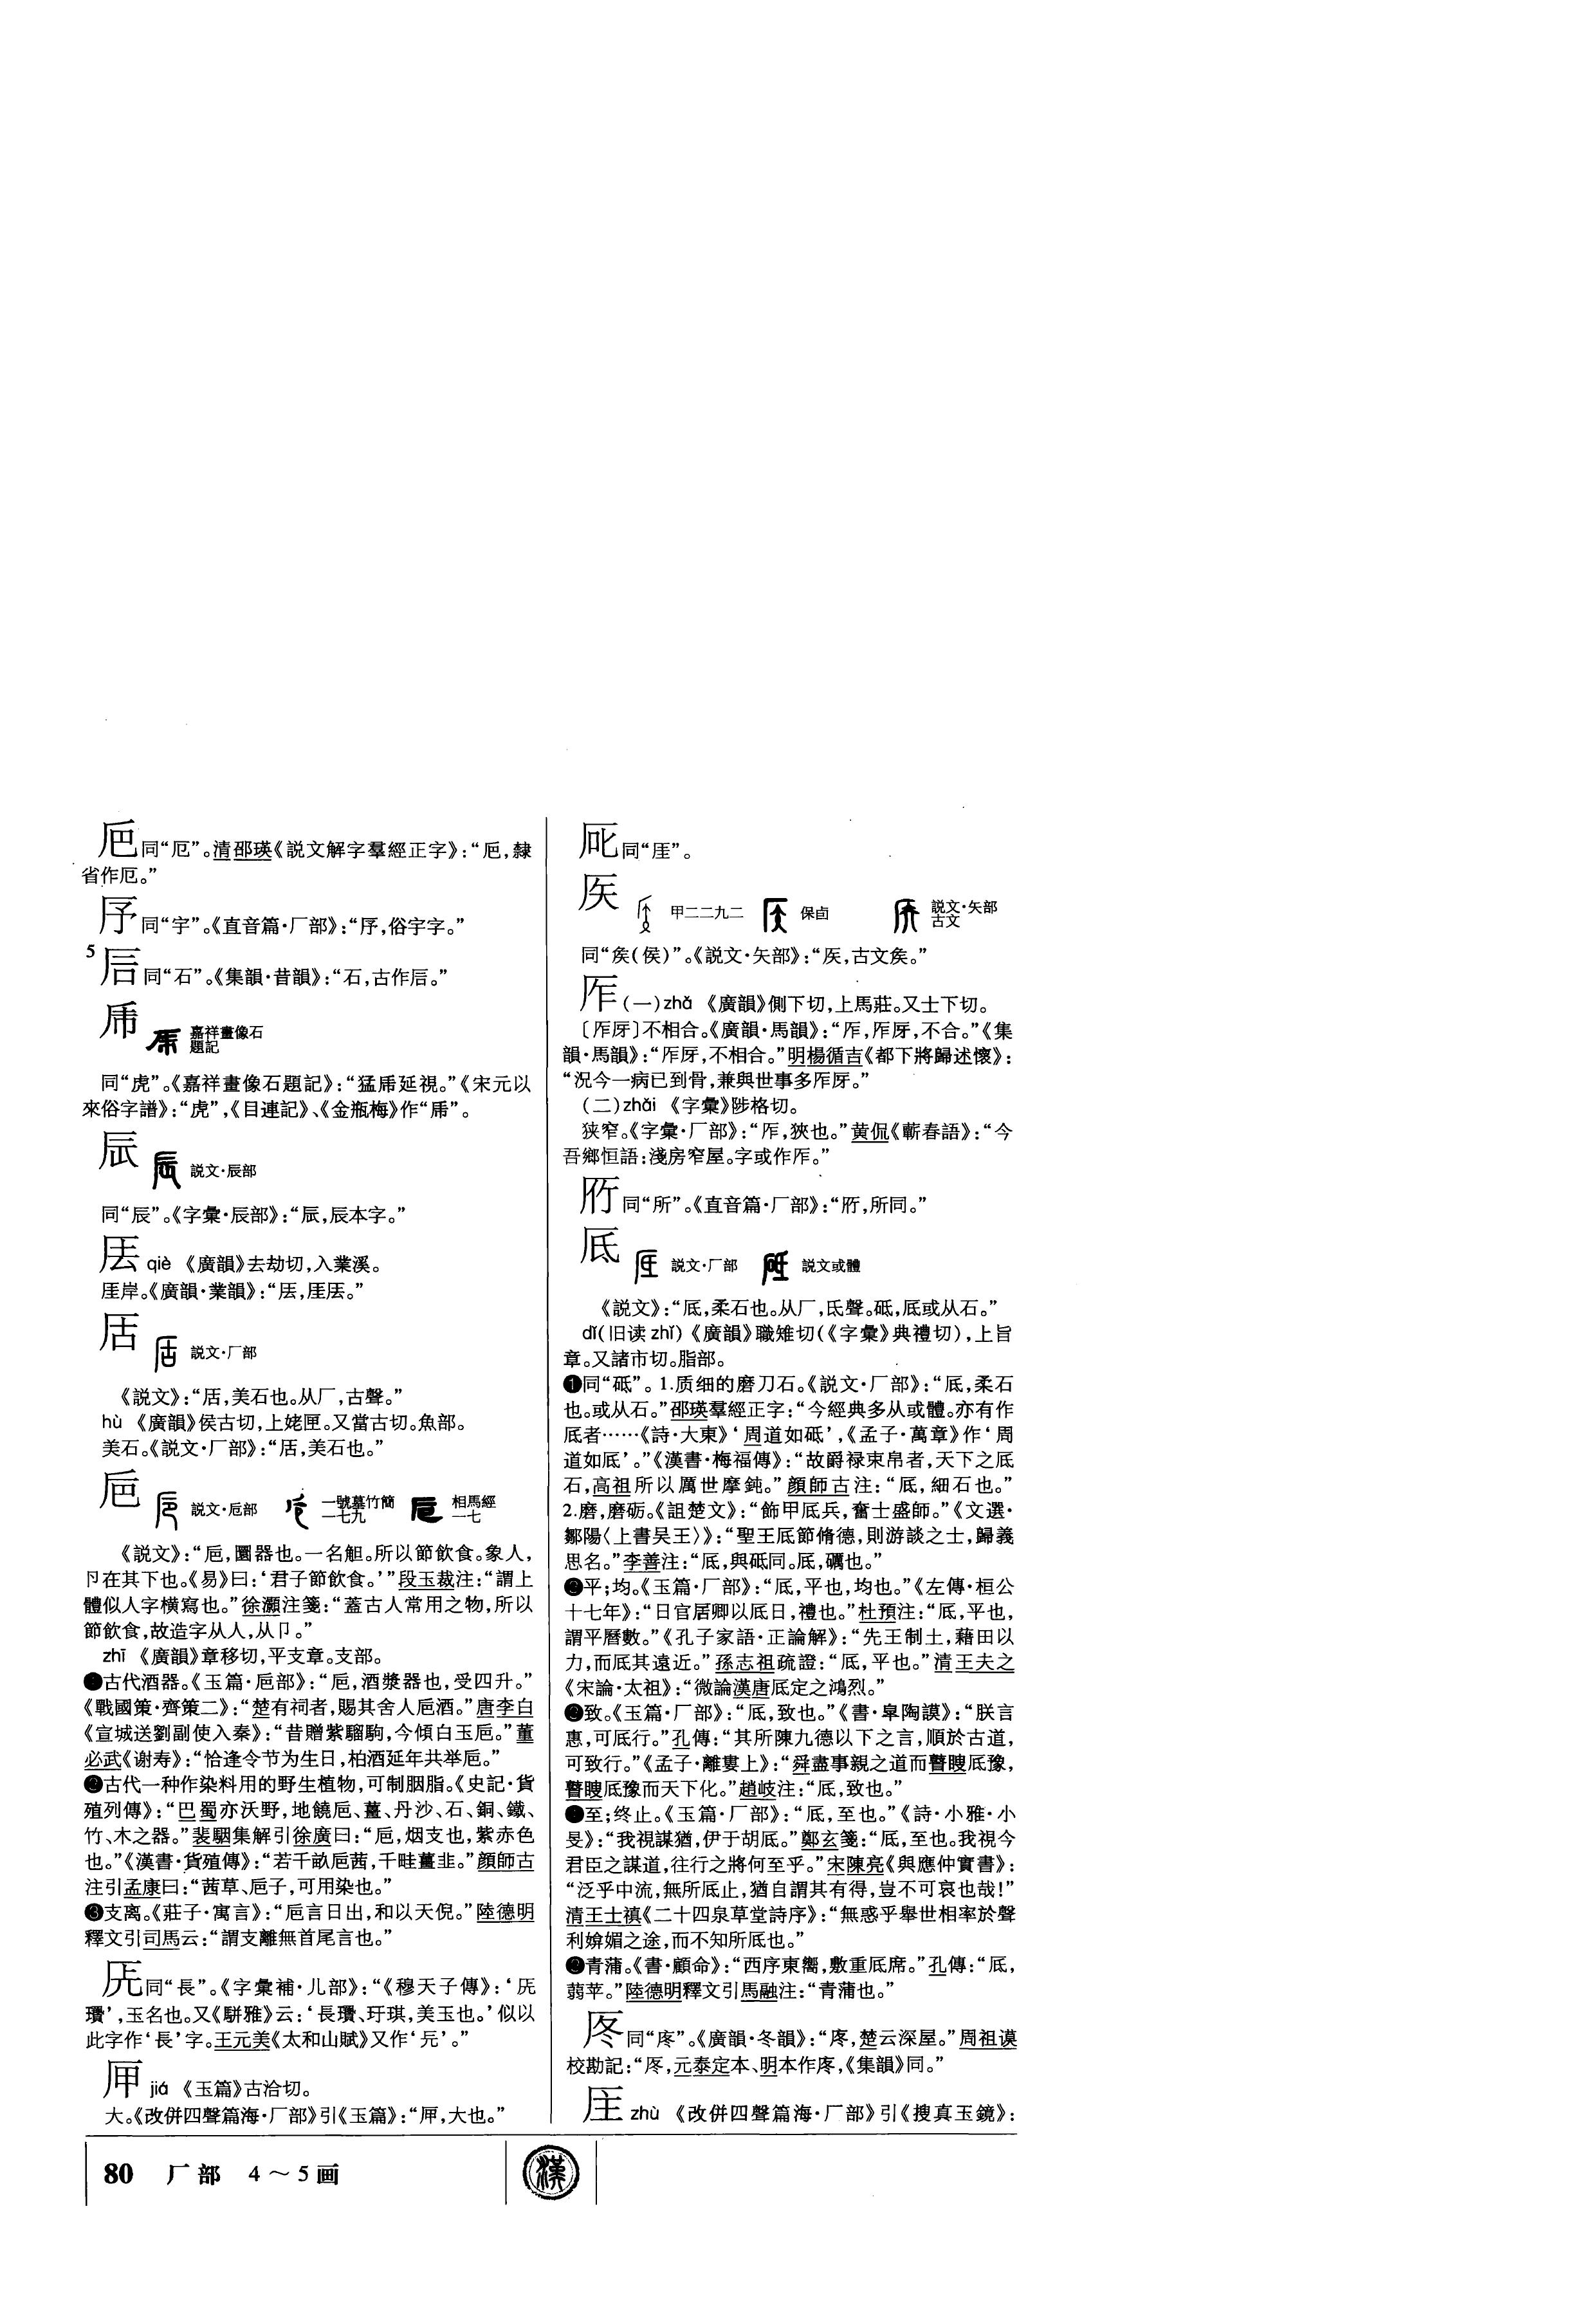 同“厄”。清邵瑛《説文解字羣經正字》：“,隸
省作厄。”
同“宇”。《直音篇·厂部》：“,俗宇字。”
5
同“石”。《集韻·昔韻》：“石,古作。”
嘉祥畫像石
題記
同“虎”。《嘉祥畫像石題記》：“猛延視。”《宋元以
來俗字譜》：“虎”,《目連記》、《金瓶梅》作“”。
説文·辰部
同“辰”。《字彙·辰部》：“,辰本字。”
厒 qiè 《廣韻》去劫切,入業溪。
厓岸。《廣韻·業韻》：“厒,厓厒。”
説文·厂部
《説文》：“,美石也。从厂,古聲。”
hù 《廣韻》侯古切,上姥匣。又當古切。魚部。
美石。《説文·厂部》：“,美石也。”
巵 説文·巵部 一號墓竹簡
一七九 相馬經
一七
《説文》：“巵,圜器也。一名觛。所以節飲食。象人,
卪在其下也。《易》曰：‘君子節飲食。’”段玉裁注：“謂上
體似人字横寫也。”徐灝注箋：“蓋古人常用之物,所以
節飲食,故造字从人,从卩。”
zhī 《廣韻》章移切,平支章。支部。
❶古代酒器。《玉篇·巵部》：“巵,酒漿器也,受四升。”
《戰國策·齊策二》：“楚有祠者,賜其舍人巵酒。”唐李白
《宣城送劉副使入秦》：“昔贈紫騮駒,今傾白玉巵。”董
必武《谢寿》：“恰逢令节为生日,柏酒延年共举巵。”
❷古代一种作染料用的野生植物,可制胭脂。《史記·貨
殖列傳》：“巴蜀亦沃野,地饒巵、薑、丹沙、石、銅、鐵、
竹、木之器。”裴駰集解引徐廣曰：“巵,烟支也,紫赤色
也。”《漢書·貨殖傳》：“若千畝巵茜,千畦薑韭。”顔師古
注引孟康曰：“茜草、巵子,可用染也。”
❸支离。《莊子·寓言》：“巵言日出,和以天倪。”陸德明
釋文引司馬云：“謂支離無首尾言也。”
同“長”。《字彙補·儿部》：“《穆天子傳》：‘
瓚’,玉名也。又《駢雅》云：‘長瓚、玗琪,美玉也。’似以
此字作‘長’字。王元美《太和山賦》又作‘’。”
jiá 《玉篇》古洽切。
大。《改併四聲篇海·厂部》引《玉篇》：“,大也。”
同“厓”。
甲二二九二 保卣 説文·矢部
古文
同“矦(侯)”。《説文·矢部》：“,古文矦。”
厏 (一)zhǎ 《廣韻》側下切,上馬莊。又士下切。
〔厏厊〕不相合。《廣韻·馬韻》：“厏,厏厊,不合。”《集
韻·馬韻》：“厏厊,不相合。”明楊循吉《都下將歸述懷》：
“況今一病已到骨,兼與世事多厏厊。”
(二)zhǎi 《字彙》陟格切。
狭窄。《字彙·厂部》：“厏,狹也。”黄侃《蘄春語》：“今
吾鄉恒語：淺房窄屋。字或作厏。”
同“所”。《直音篇·厂部》：“,所同。”
厎 説文·厂部 説文或體
《説文》：“厎,柔石也。从厂,氐聲。砥,厎或从石。”
dǐ(旧读zhǐ) 《廣韻》職雉切(《字彙》典禮切),上旨
章。又諸市切。脂部。
❶同“砥”。1.质细的磨刀石。《説文·厂部》：“厎,柔石
也。或从石。”邵瑛羣經正字：“今經典多从或體。亦有作
厎者……《詩·大東》‘周道如砥’,《孟子·萬章》作‘周
道如厎’。”《漢書·梅福傳》：“故爵禄束帛者,天下之厎
石,高祖所以厲世摩鈍。”顔師古注：“厎,細石也。”
2.磨,磨砺。《詛楚文》：“飾甲厎兵,奮士盛師。”《文選·
鄒陽〈上書吴王〉》：“聖王厎節脩德,則游談之士,歸義
思名。”李善注：“厎,與砥同。厎,礪也。”
❷平;均。《玉篇·厂部》：“厎,平也,均也。”《左傳·桓公
十七年》：“日官居卿以厎日,禮也。”杜預注：“厎,平也,
謂平曆數。”《孔子家語·正論解》：“先王制土,藉田以
力,而厎其遠近。”孫志祖疏證：“厎,平也。”清王夫之
《宋論·太祖》：“微論漢唐厎定之鴻烈。”
❸致。《玉篇·厂部》：“厎,致也。”《書·皐陶謨》：“朕言
惠,可厎行。”孔傳：“其所陳九德以下之言,順於古道,
可致行。”《孟子·離婁上》：“舜盡事親之道而瞽瞍厎豫,
瞽瞍厎豫而天下化。”趙岐注：“厎,致也。”
至;终止。《玉篇·厂部》：“厎,至也。”《詩·小雅·小
旻》：“我視謀猶,伊于胡厎。”鄭玄箋：“厎,至也。我視今
君臣之謀道,往行之將何至乎。”宋陳亮《與應仲實書》：
“泛乎中流,無所厎止,猶自謂其有得,豈不可哀也哉!”
清王士禛《二十四泉草堂詩序》：“無惑乎舉世相率於聲
利媕媚之途,而不知所厎也。”
青蒲。《書·顧命》：“西序東嚮,敷重厎席。”孔傳：“厎,
蒻苹。”陸德明釋文引馬融注：“青蒲也。”
同“庝”。《廣韻·冬韻》：“庝,楚云深屋。”周祖谟
校勘記：“,元泰定本、明本作庝,《集韻》同。”
zhù 《改併四聲篇海·厂部》引《搜真玉鏡》：
80 厂部 4～5画
漢